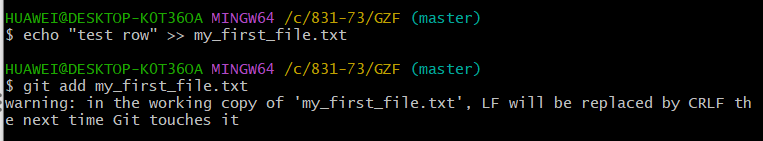 HUAWEI@DESKTOP-KOT36OA MINGW64 /c/831-73/GZF (master)
$ echo "test row" >> my_first_file.txt
HUAWEI@DESKTOP-KOT36OA MINGW64 /c/831-73/GZF (master)
$ git add my_first_file.txt
warning: in the working copy of 'my_first_file.txt', LF will be replaced by CRLF th
e next time Git touches it